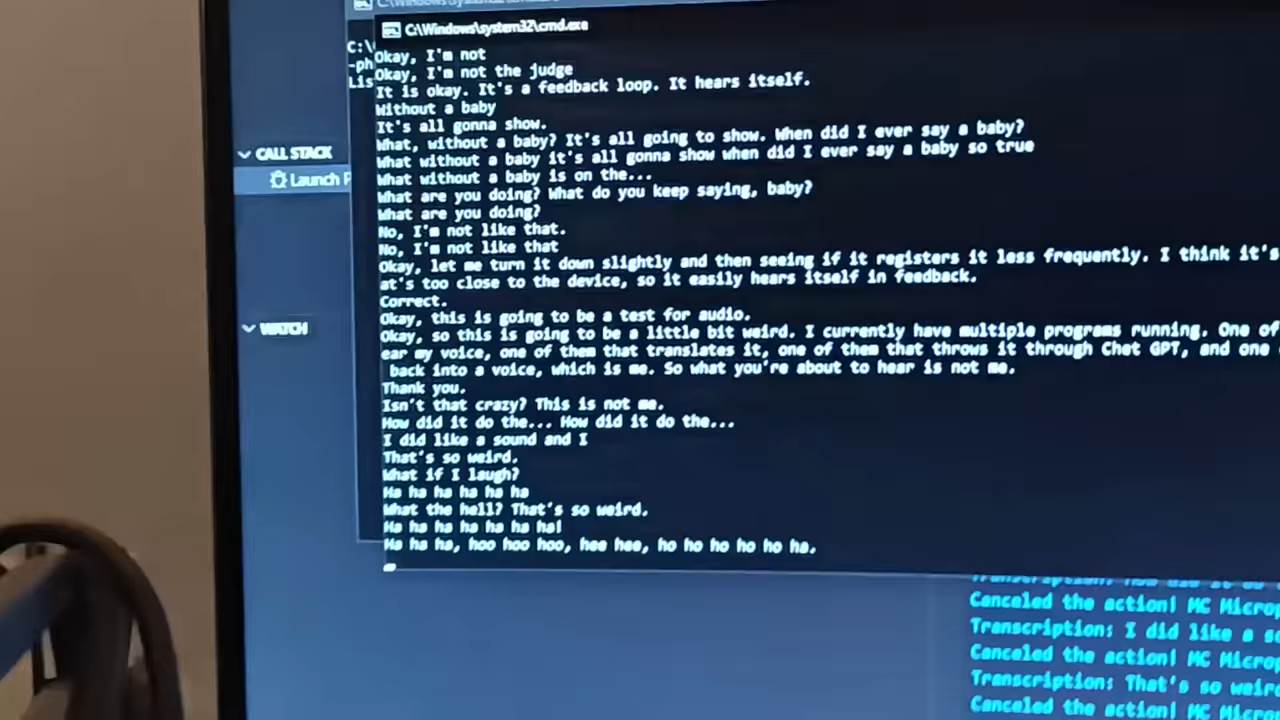 C:\Windows\system32\cmd.exe
C:\
-ph
Lis
Okay, I'm not
Okay, I'm not the judge
It is okay. It's a feedback loop. It hears itself.
Without a baby
It's all gonna show.
What, without a baby? It's all going to show. When did I ever say a baby?
What without a baby it's all gonna show when did I ever say a baby so true
What without a baby is on the...
What are you doing? What do you keep saying, baby?
What are you doing?
No, I'm not like that.
No, I'm not like that
Okay, let me turn it down slightly and then seeing if it registers it less frequently. I think it's
at's too close to the device, so it easily hears itself in feedback.
Correct.
Okay, this is going to be a test for audio.
Okay, so this is going to be a little bit weird. I currently have multiple programs running. One of
ear my voice, one of them that translates it, one of them that throws it through Chet GPT, and one
back into a voice, which is me. So what you're about to hear is not me.
Thank you.
Isn't that crazy? This is not me.
How did it do the... How did it do the...
I did like a sound and I
That's so weird.
What if I laugh?
Ha ha ha ha ha ha
What the hell? That's so weird.
Ha ha ha ha ha ha ha!
Ha ha ha, hoo hoo hoo, hee hee, ho ho ho ho ho ha.
CALL STACK
Launch P
WATCH
Canceled the action! MC Microp
Transcription: I did like a so
Canceled the action! MC Microp
Transcription: That's so weird
Canceled the action! MC Microp